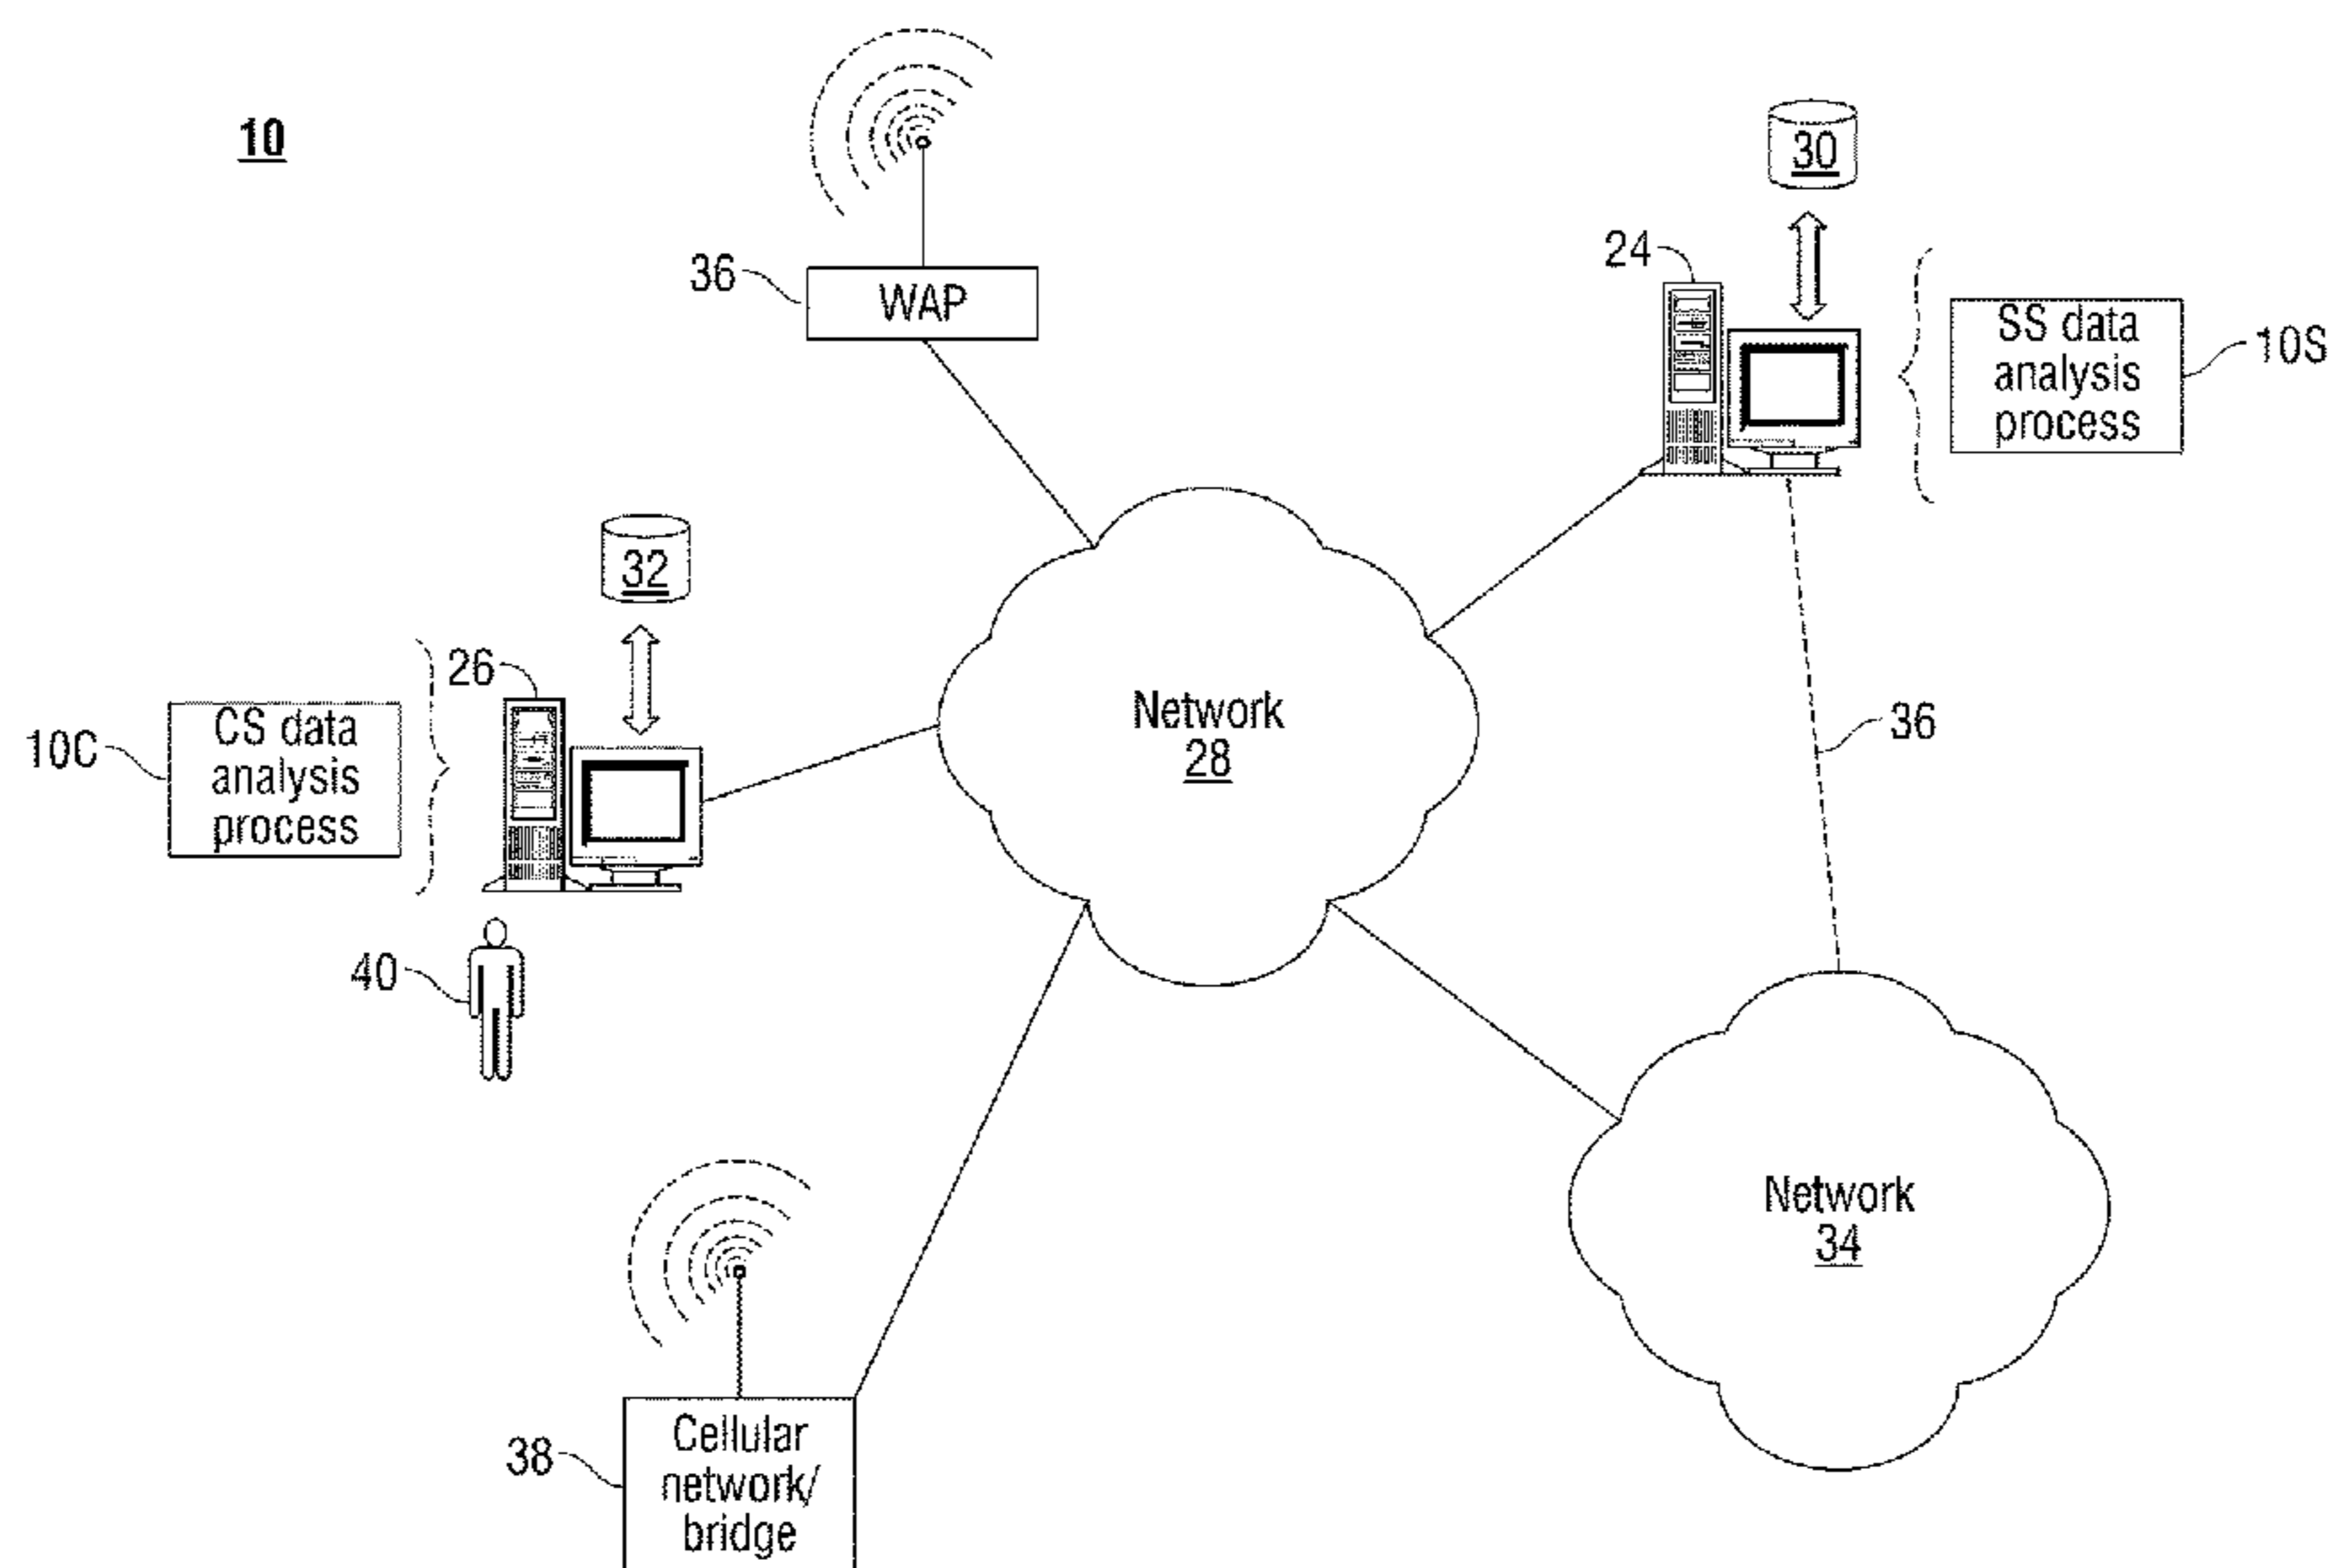 10
30
24
36
WAP
SS data
analysis
process
10S
32
26
10C
CS data
analysis
process
Network
28
36
40
Network
34
38
Cellular
network/
bridge